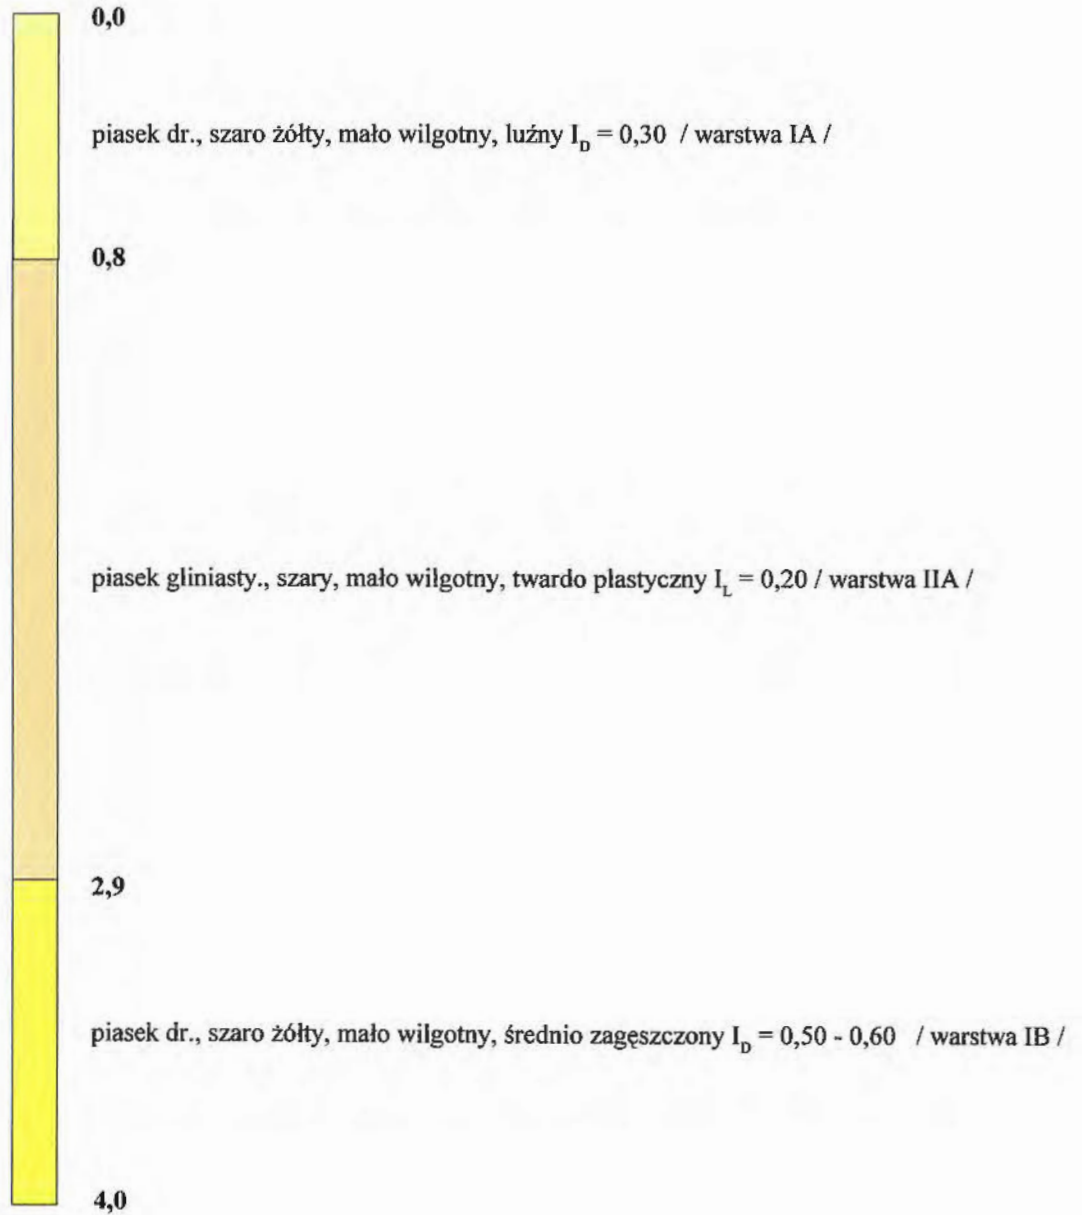 0,0
piasek dr., szaro żółty, mało wilgotny, luźny I_D = 0,30 / warstwa IA /
0,8
piasek gliniasty., szary, mało wilgotny, twardo plastyczny I_L = 0,20 / warstwa IIA /
2,9
piasek dr., szaro żółty, mało wilgotny, średnio zagęszczony I_D = 0,50 - 0,60 / warstwa IB /
4,0